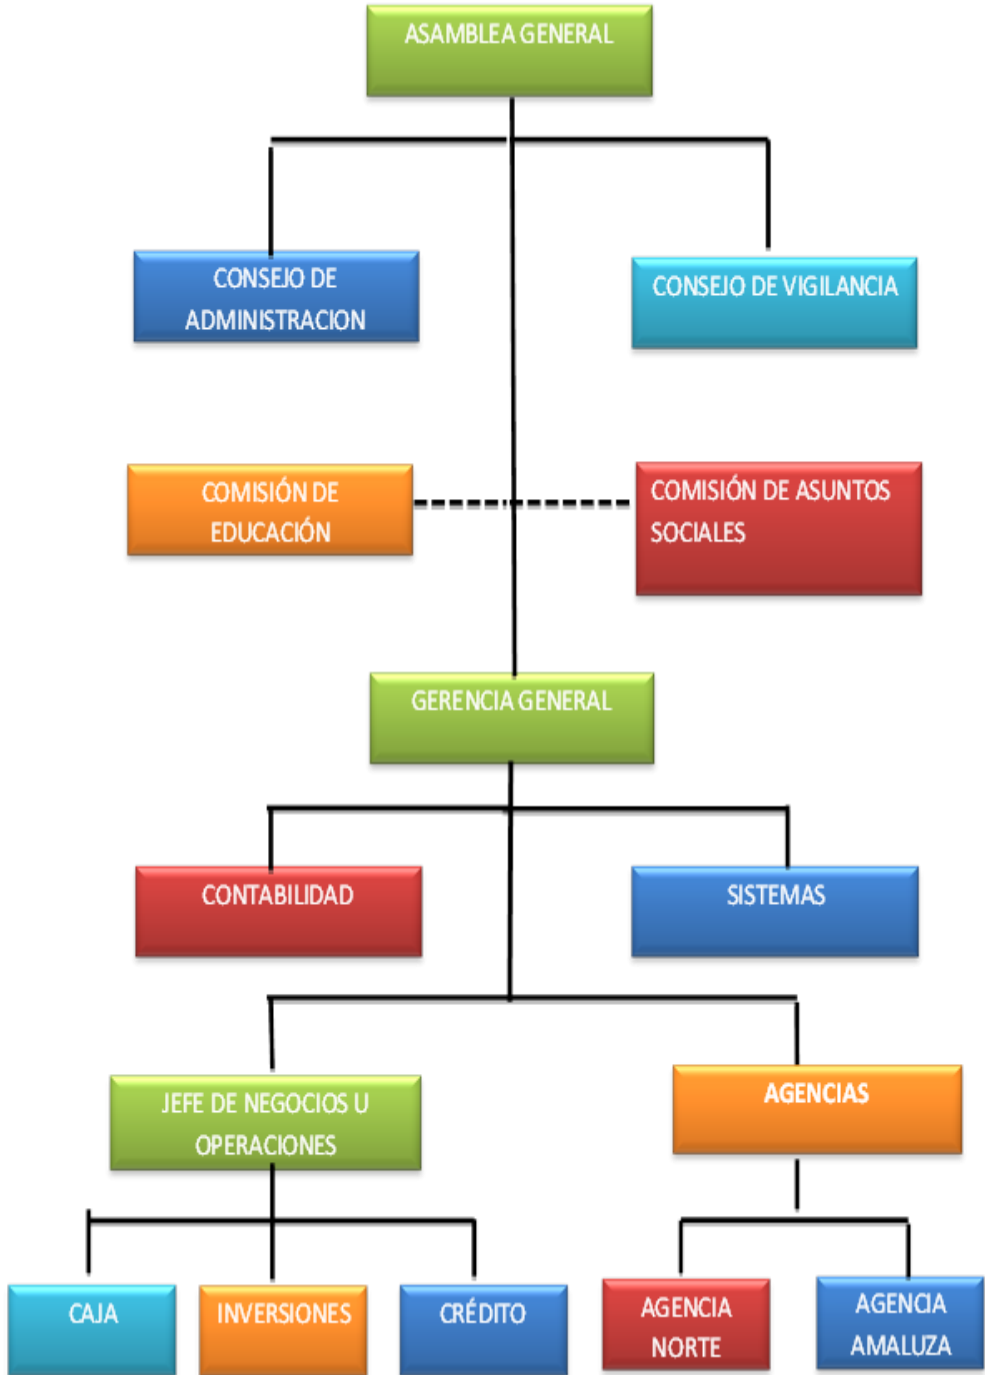 ASAMBLEA GENERAL
CONSEJO DE
ADMINISTRACION
CONSEJO DE VIGILANCIA
COMISIÓN DE
EDUCACIÓN
COMISIÓN DE ASUNTOS
SOCIALES
GERENCIA GENERAL
CONTABILIDAD
SISTEMAS
JEFE DE NEGOCIOS U
OPERACIONES
AGENCIAS
CAJA
INVERSIONES
CRÉDITO
AGENCIA
NORTE
AGENCIA
AMALUZA